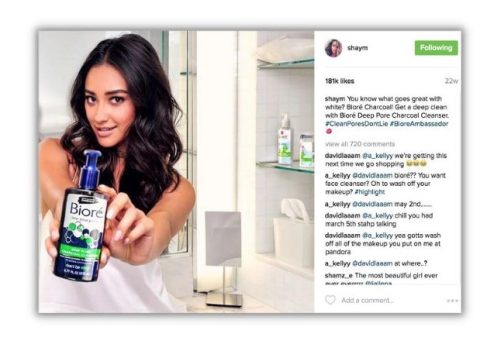 shaym
Following
181k likes
22w
shaym You know what goes great with
white? Bioré Charcoal! Get a deep clean
with Bioré Deep Pore Charcoal Cleanser.
#CleanPoresDontLie #BioreAmbassador
💋
view all 720 comments
davidlaaam @a_kellyy we're getting this
next time we go shopping 😂😂😂
a_kellyy @davidlaaam bioré?? You want
face cleanser? Oh to wash off your
makeup? #highlight
a_kellyy @davidlaaam may 2nd.......
davidlaaam @a_kellyy chill you had
march 5th stahp talking
davidlaaam @a_kellyy yea gotts wash
off all of the makeup you put on me at
pandora
a_kellyy @davidlaaam at where..?
shamz_e The most beautiful girl ever
Add a comment...
Bioré